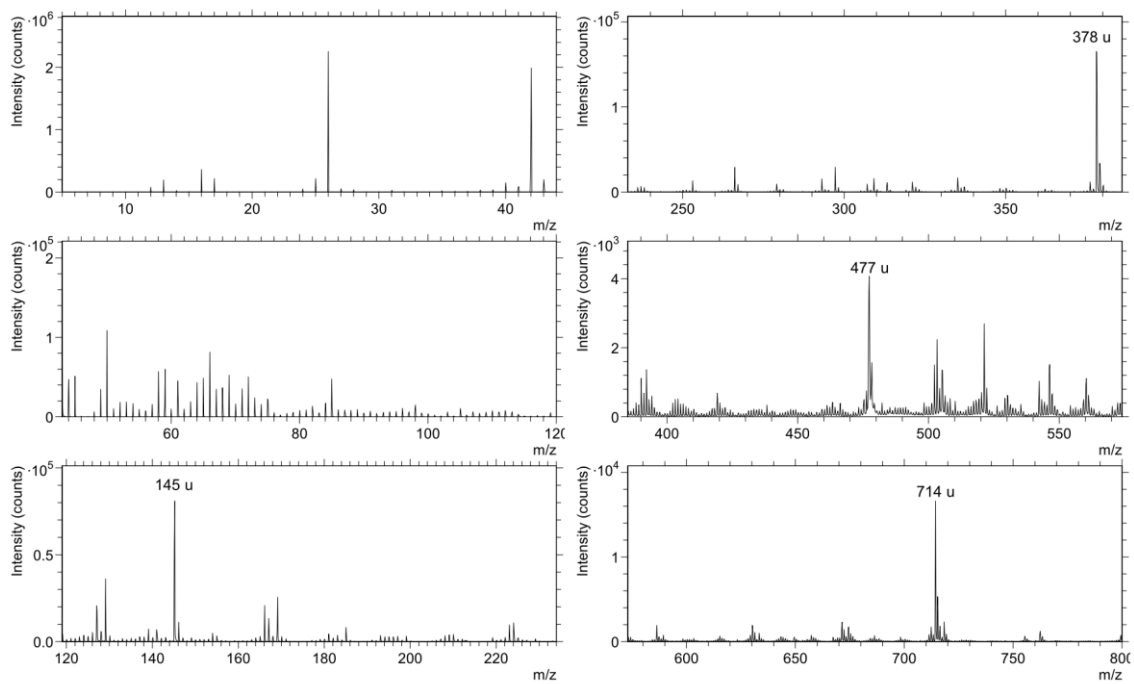 ·10⁶
Intensity (counts)
2
1
0
10 20 30 40
m/z
·10⁵
Intensity (counts)
378 u
1
0
250 300 350
m/z
·10⁵
Intensity (counts)
2
1
0
60 80 100 120
m/z
·10³
Intensity (counts)
477 u
4
2
0
400 450 500 550
m/z
·10⁵
Intensity (counts)
145 u
0.5
0.0
120 140 160 180 200 220
m/z
·10⁴
Intensity (counts)
714 u
1
0
600 650 700 750 800
m/z